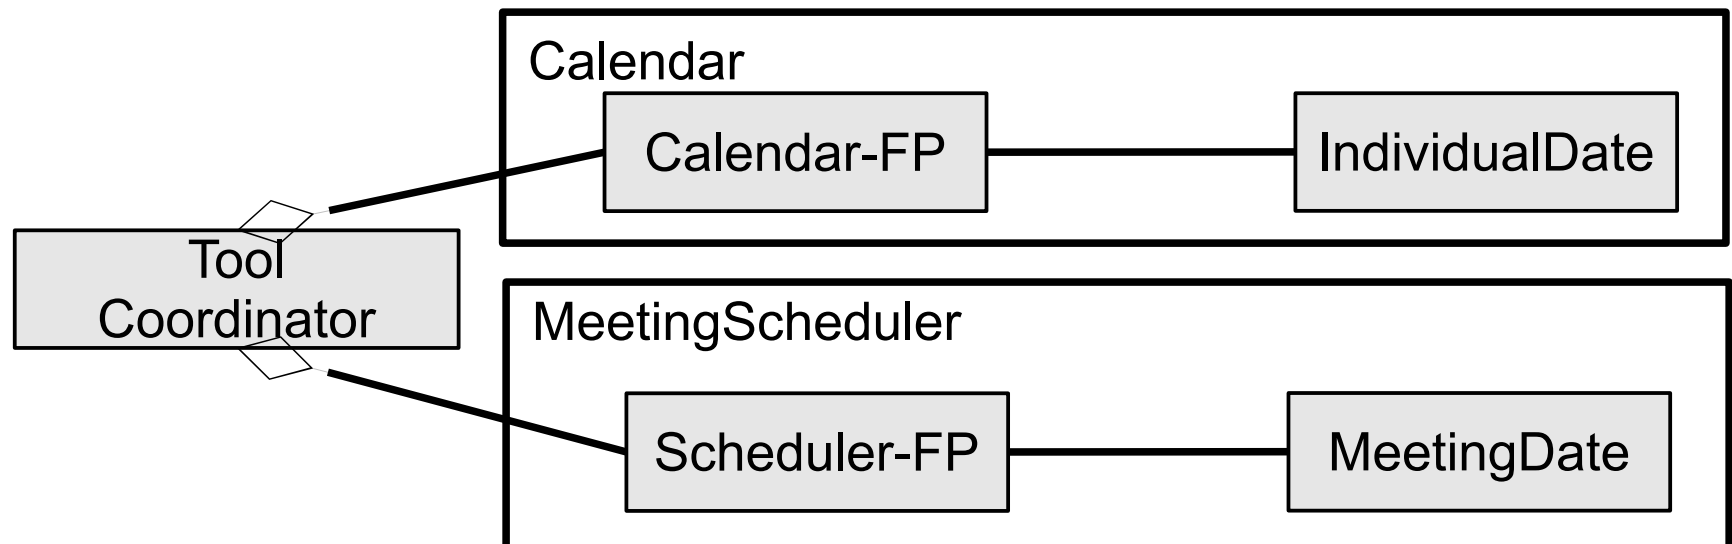 Calendar
Calendar-FP
IndividualDate
Tool
Coordinator
MeetingScheduler
Scheduler-FP
MeetingDate